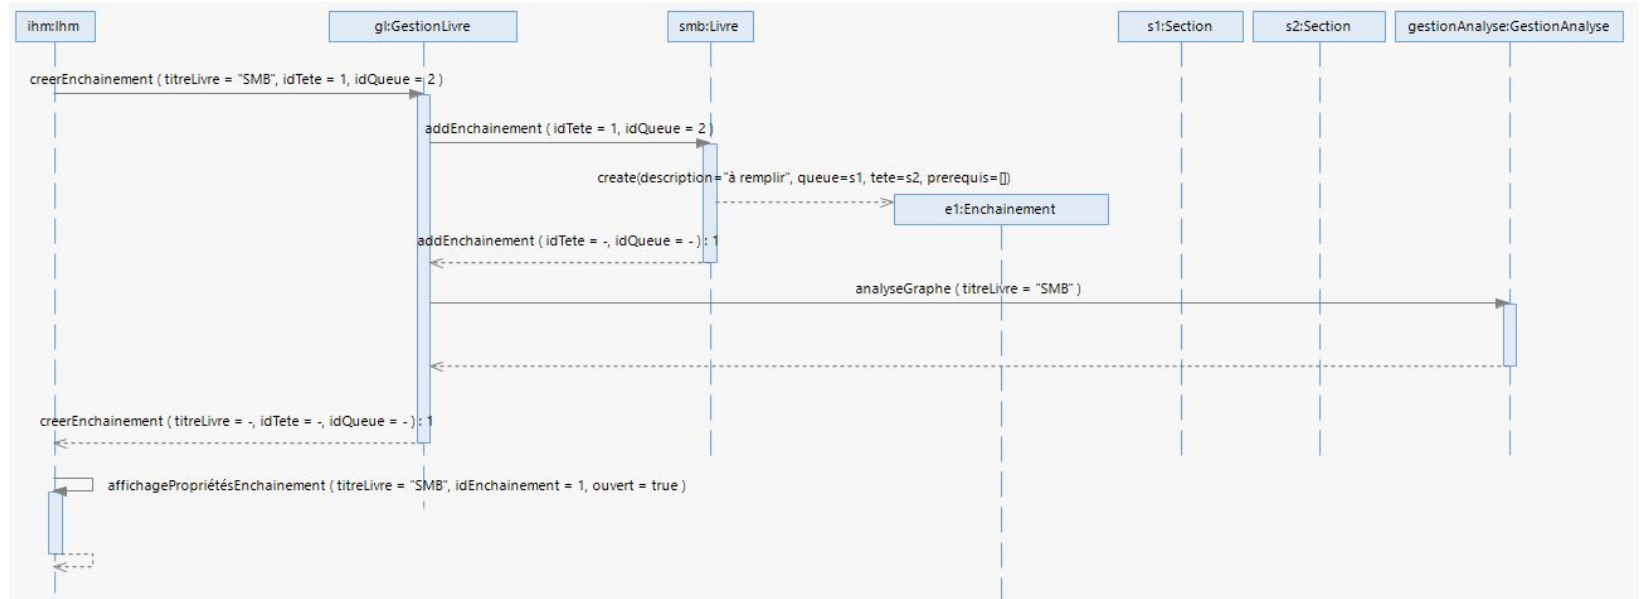 ihm:Ihm
gl:GestionLivre
smb:Livre
s1:Section
s2:Section
gestionAnalyse:GestionAnalyse
creerEnchainement ( titreLivre = "SMB", idTete = 1, idQueue = 2 )
addEnchainement ( idTete = 1, idQueue = 2 )
create(description="à remplir", queue=s1, tete=s2, prerequis=[])
e1:Enchainement
addEnchainement ( idTete = -, idQueue = - ) : 1
analyseGraphe ( titreLivre = "SMB" )
creerEnchainement ( titreLivre = -, idTete = -, idQueue = - ) : 1
affichagePropriétésEnchainement ( titreLivre = "SMB", idEnchainement = 1, ouvert = true )